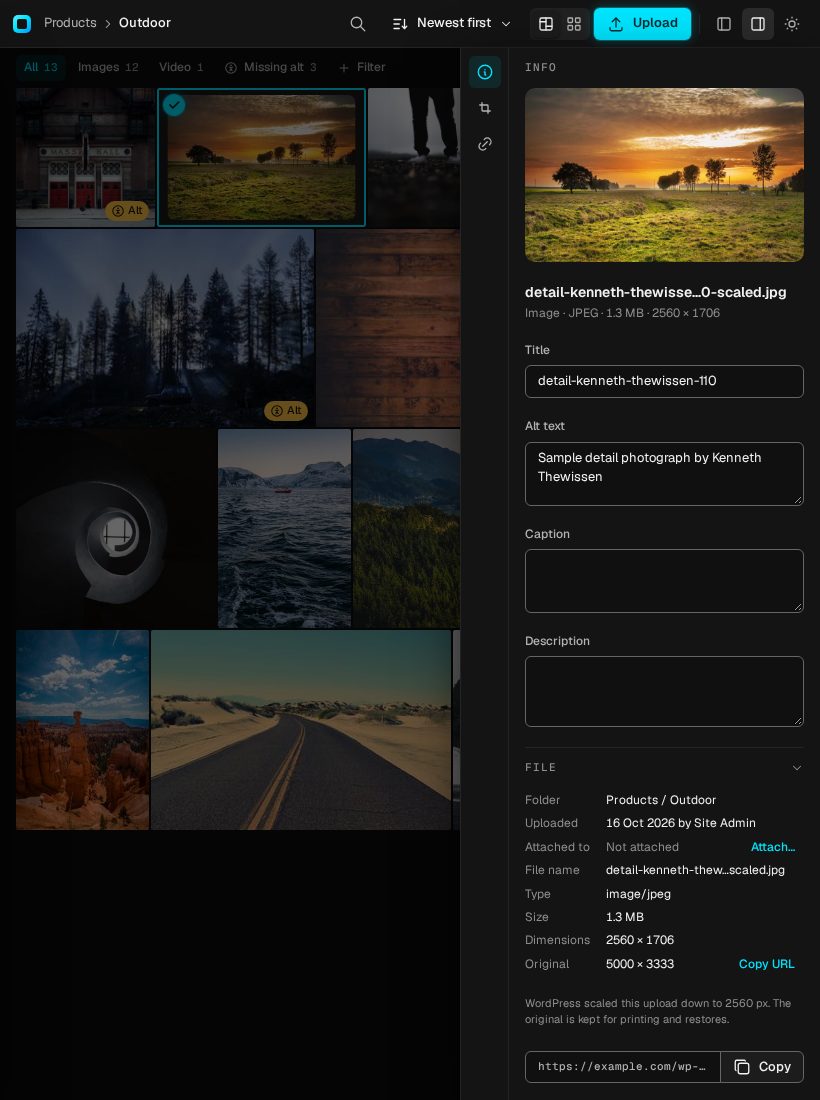 Products > Outdoor
Newest first
Upload
All 13
Images 12
Video 1
Missing alt 3
+ Filter
INFO
MASSEY HALL
Alt
Alt
detail-kenneth-thewisse...0-scaled.jpg
Image · JPEG · 1.3 MB · 2560 × 1706
Title
detail-kenneth-thewissen-110
Alt text
Sample detail photograph by Kenneth
Thewissen
Caption
Description
FILE
Folder Products / Outdoor
Uploaded 16 Oct 2026 by Site Admin
Attached to Not attached Attach...
File name detail-kenneth-thew...scaled.jpg
Type image/jpeg
Size 1.3 MB
Dimensions 2560 × 1706
Original 5000 × 3333 Copy URL
WordPress scaled this upload down to 2560 px. The
original is kept for printing and restores.
https://example.com/wp-... Copy